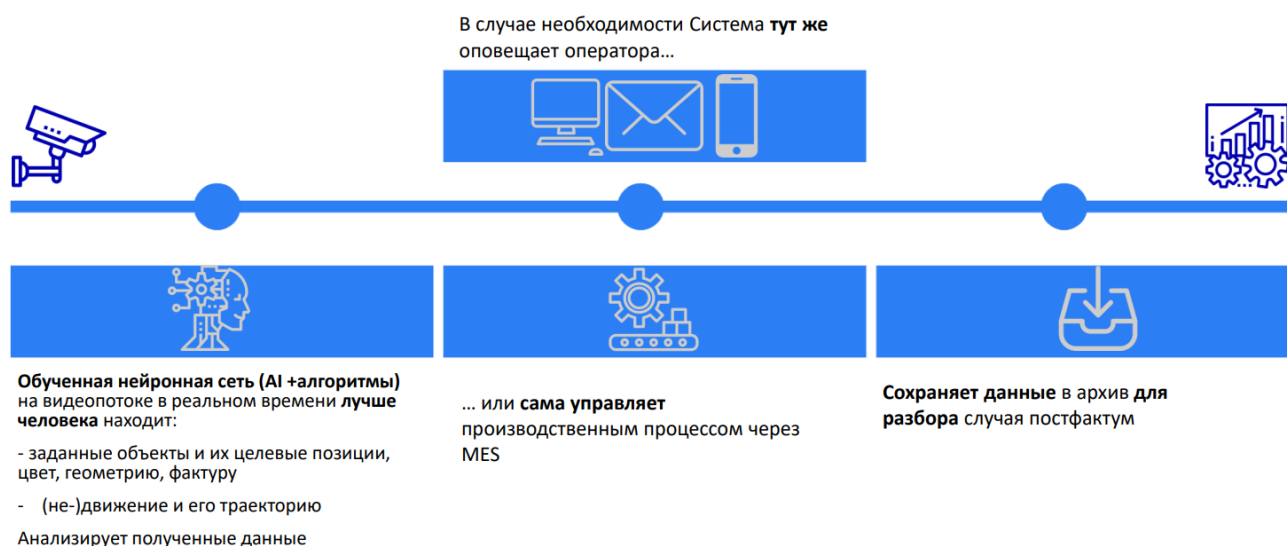 В случае необходимости Система тут же
оповещает оператора…
Обученная нейронная сеть (AI +алгоритмы)
на видеопотоке в реальном времени лучше
человека находит:
- заданные объекты и их целевые позиции,
цвет, геометрию, фактуру
- (не-)движение и его траекторию
Анализирует полученные данные
… или сама управляет
производственным процессом через
MES
Сохраняет данные в архив для
разбора случая постфактум